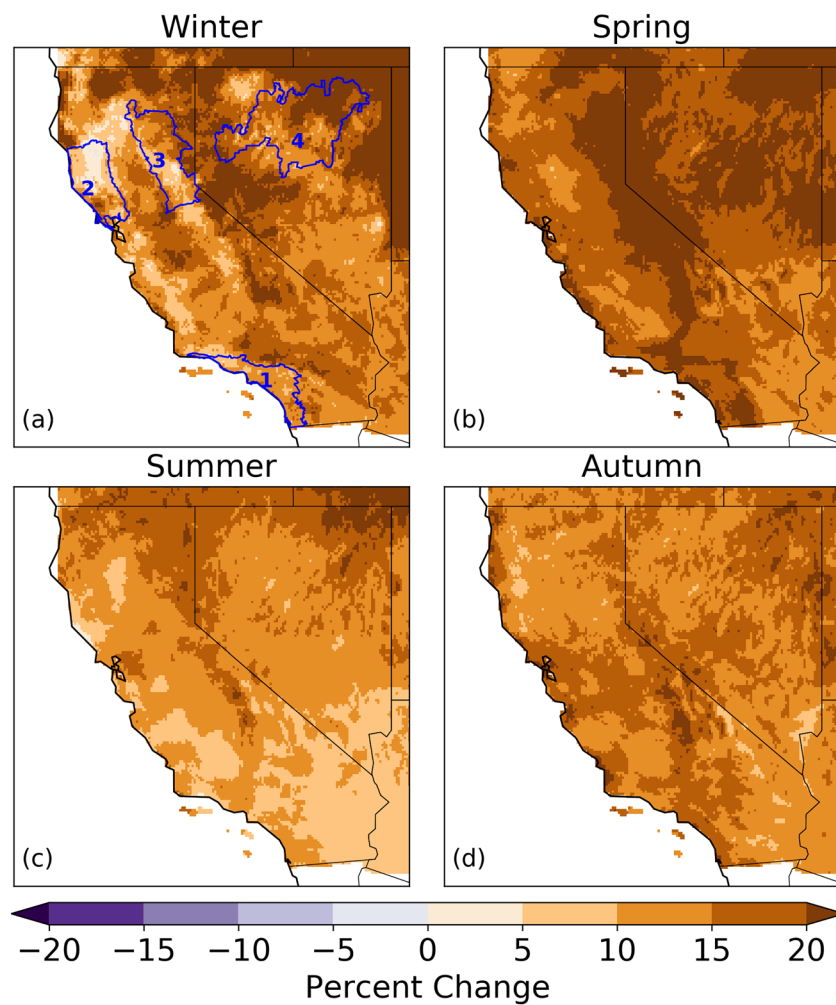 Winter
Spring
3
4
2
1
(a)
(b)
Summer
Autumn
(c)
(d)
−20 −15 −10 −5 0 5 10 15 20
Percent Change